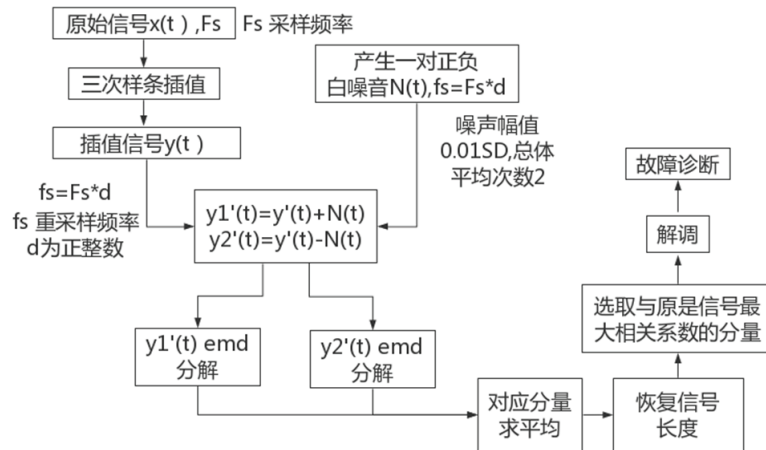 原始信号x(t),Fs
Fs 采样频率
三次样条插值
插值信号y(t)
产生一对正负
白噪音N(t),fs=Fs*d
噪声幅值
0.01SD,总体
平均次数2
fs=Fs*d
fs 重采样频率
d为正整数
y1'(t)=y'(t)+N(t)
y2'(t)=y'(t)-N(t)
y1'(t) emd
分解
y2'(t) emd
分解
对应分量
求平均
恢复信号
长度
选取与原是信号最
大相关系数的分量
解调
故障诊断